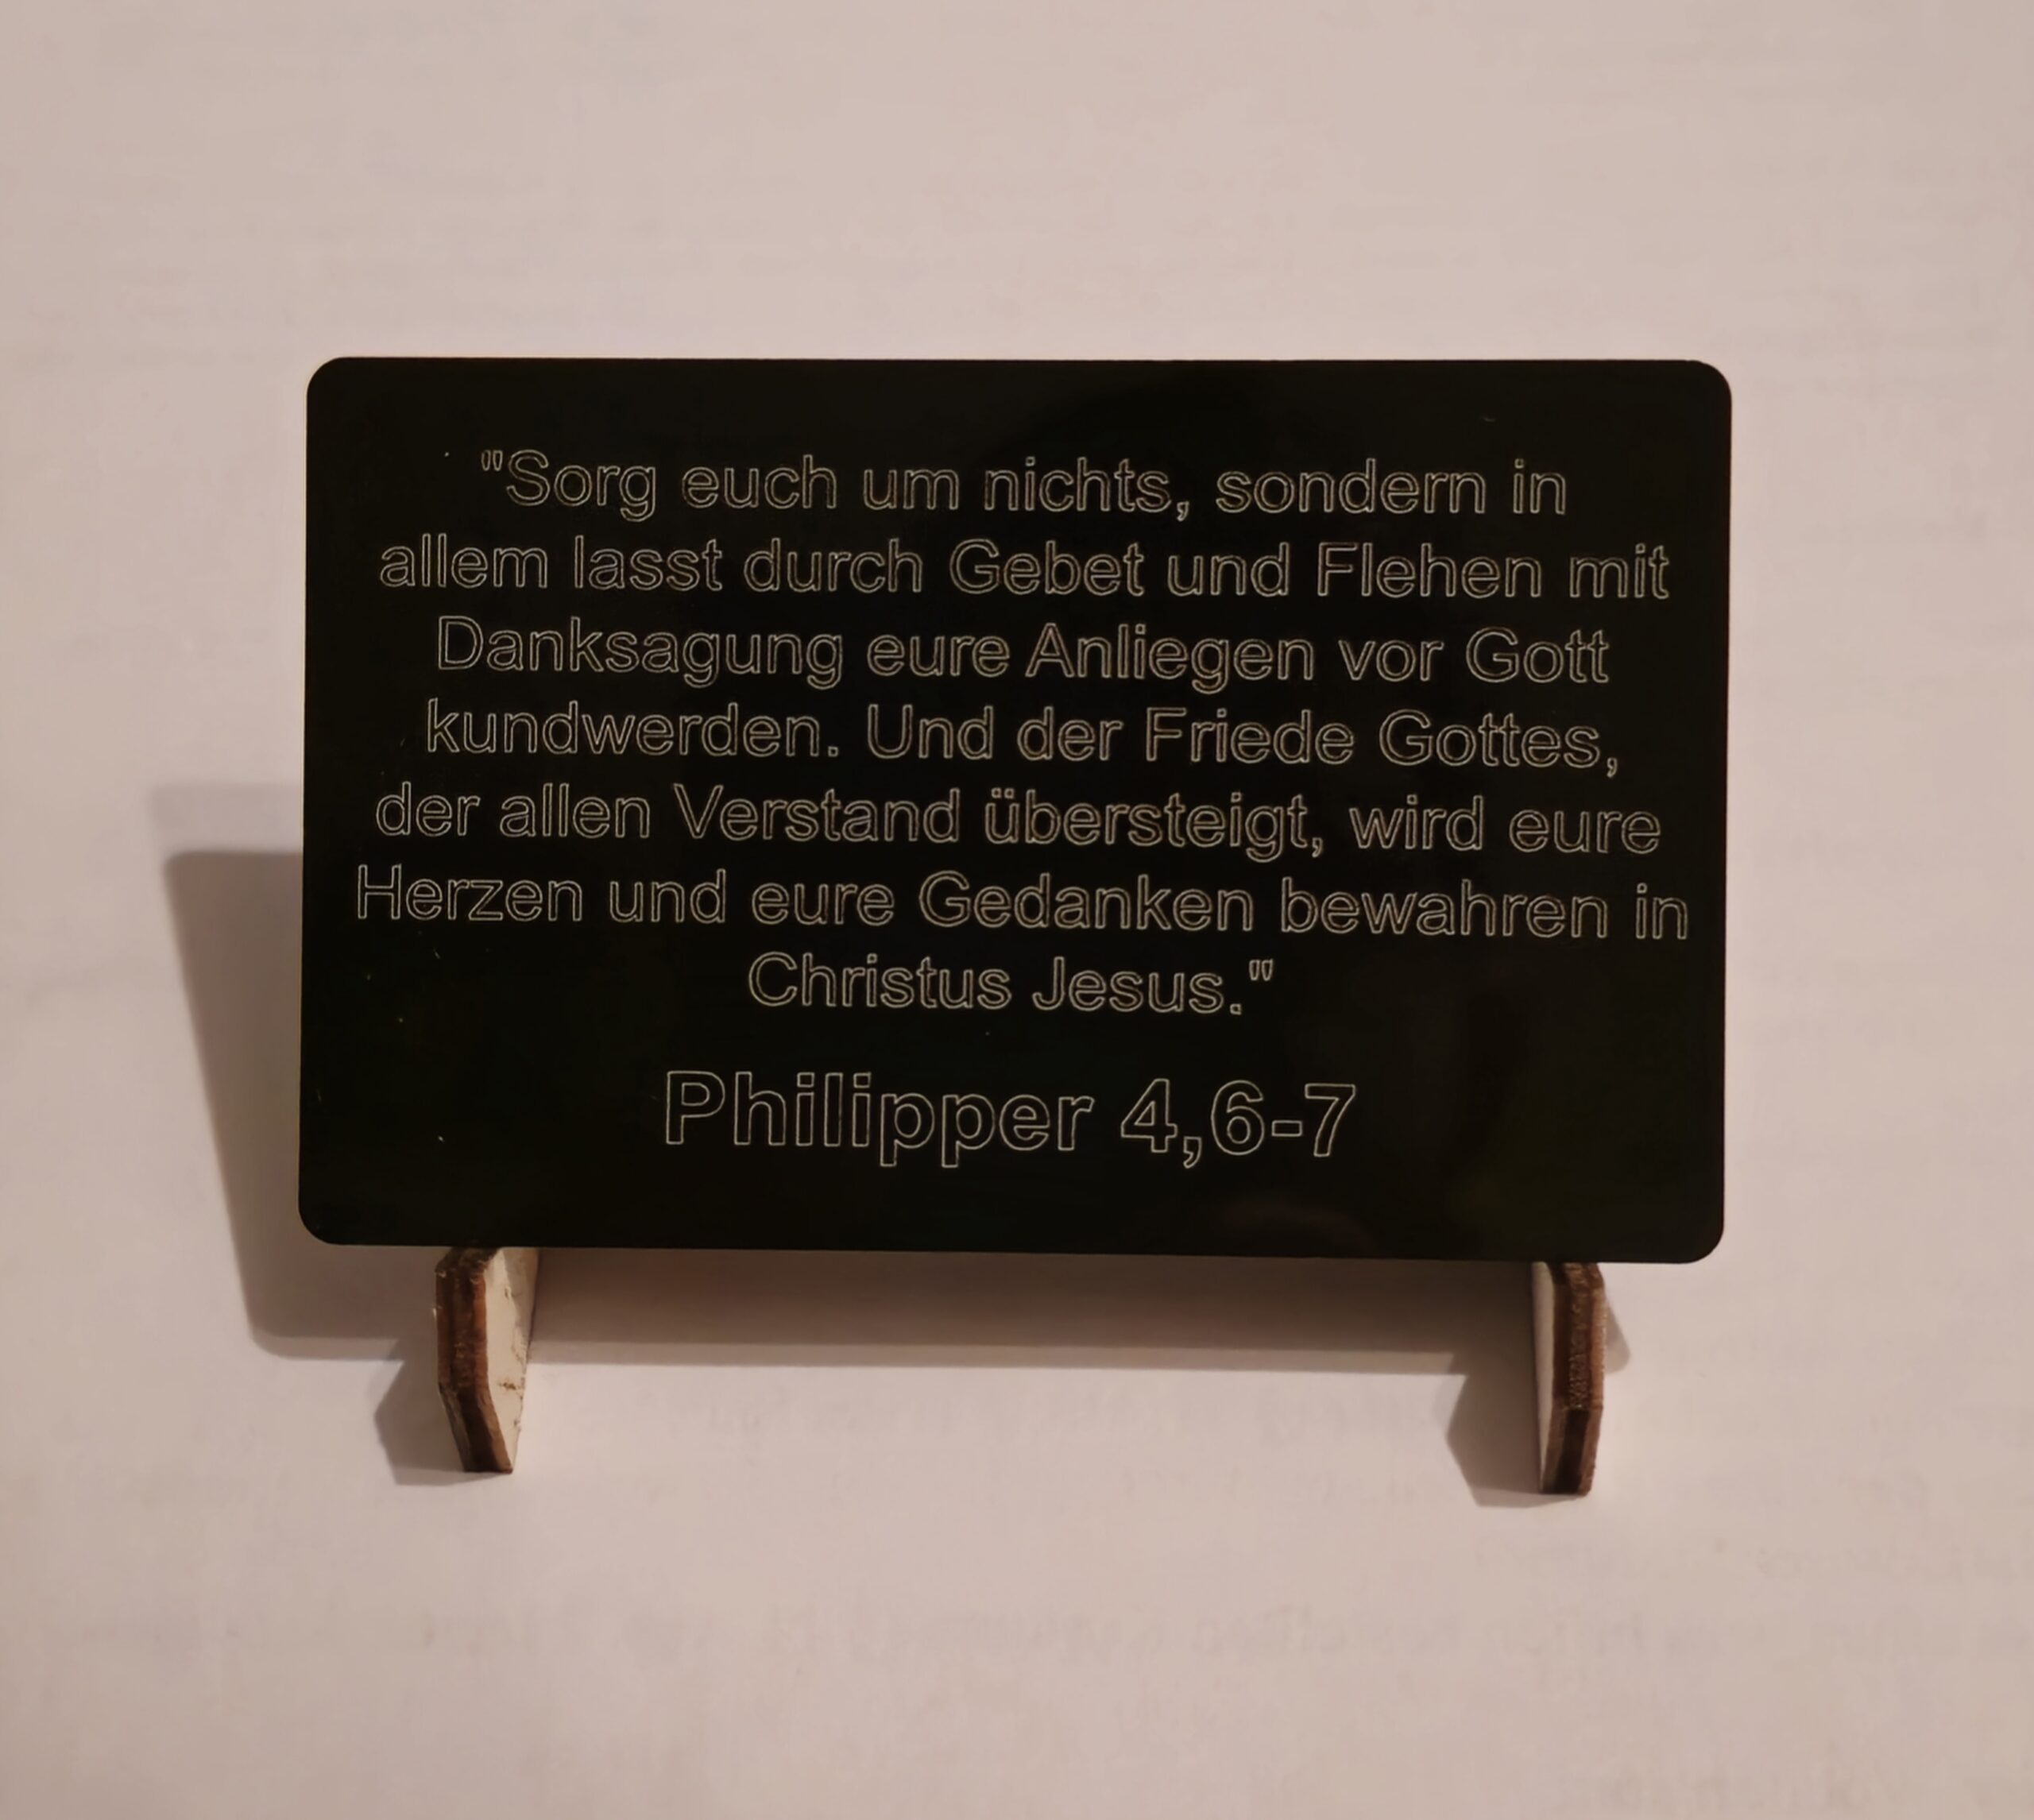 "Sorg euch um nichts, sondern in
allem lasst durch Gebet und Flehen mit
Danksagung eure Anliegen vor Gott
kundwerden. Und der Friede Gottes,
der allen Verstand übersteigt, wird eure
Herzen und eure Gedanken bewahren in
Christus Jesus."
Philipper 4,6-7